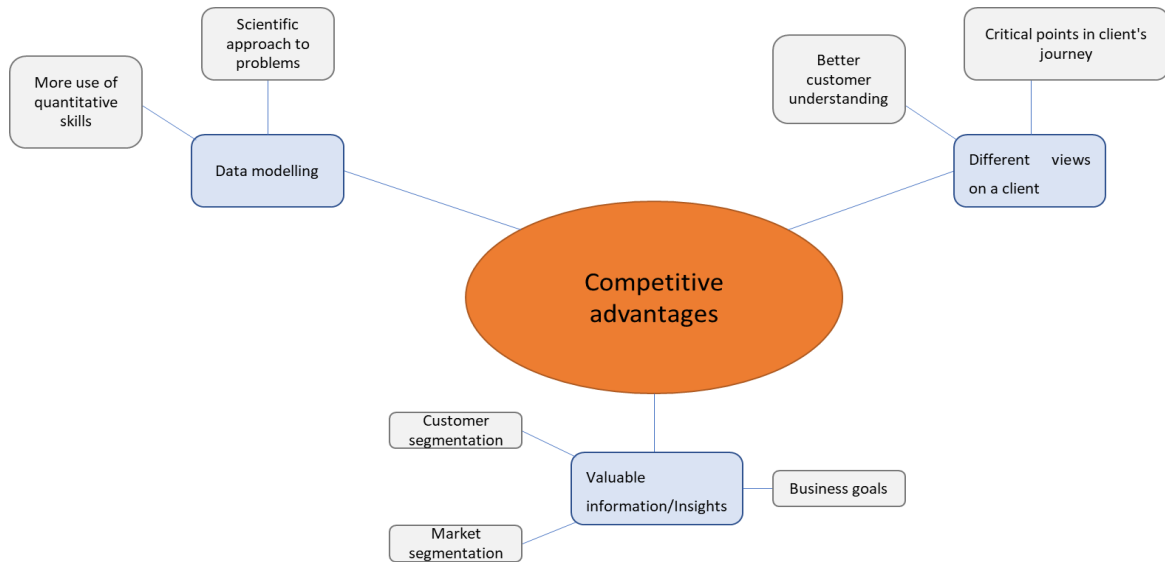 Scientific
approach to
problems
More use of
quantitative
skills
Data modelling
Critical points in client's
journey
Better
customer
understanding
Different views
on a client
Competitive
advantages
Customer
segmentation
Valuable
information/Insights
Business goals
Market
segmentation